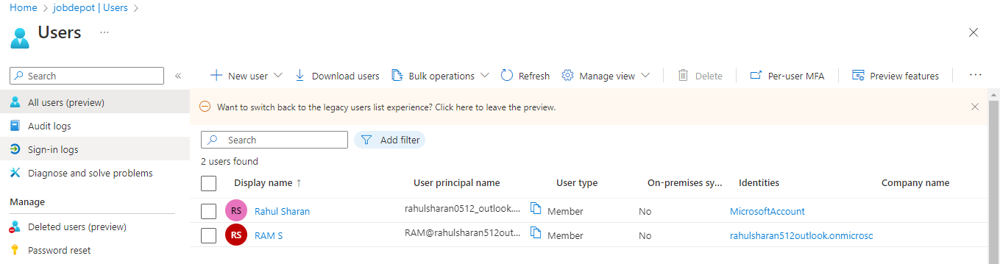 Home > jobdepot | Users >
Users ...
Search «
New user Download users Bulk operations Refresh Manage view Delete Per-user MFA Preview features ...
All users (preview)
Want to switch back to the legacy users list experience? Click here to leave the preview.
Audit logs
Search Add filter
Sign-in logs
2 users found
Diagnose and solve problems
Display name ↑ User principal name User type On-premises sy... Identities Company name
Manage
RS Rahul Sharan rahulsharan0512_outlook.... Member No MicrosoftAccount
Deleted users (preview)
RS RAM S RAM@rahulsharan512out... Member No rahulsharan512outlook.onmicrosc
Password reset